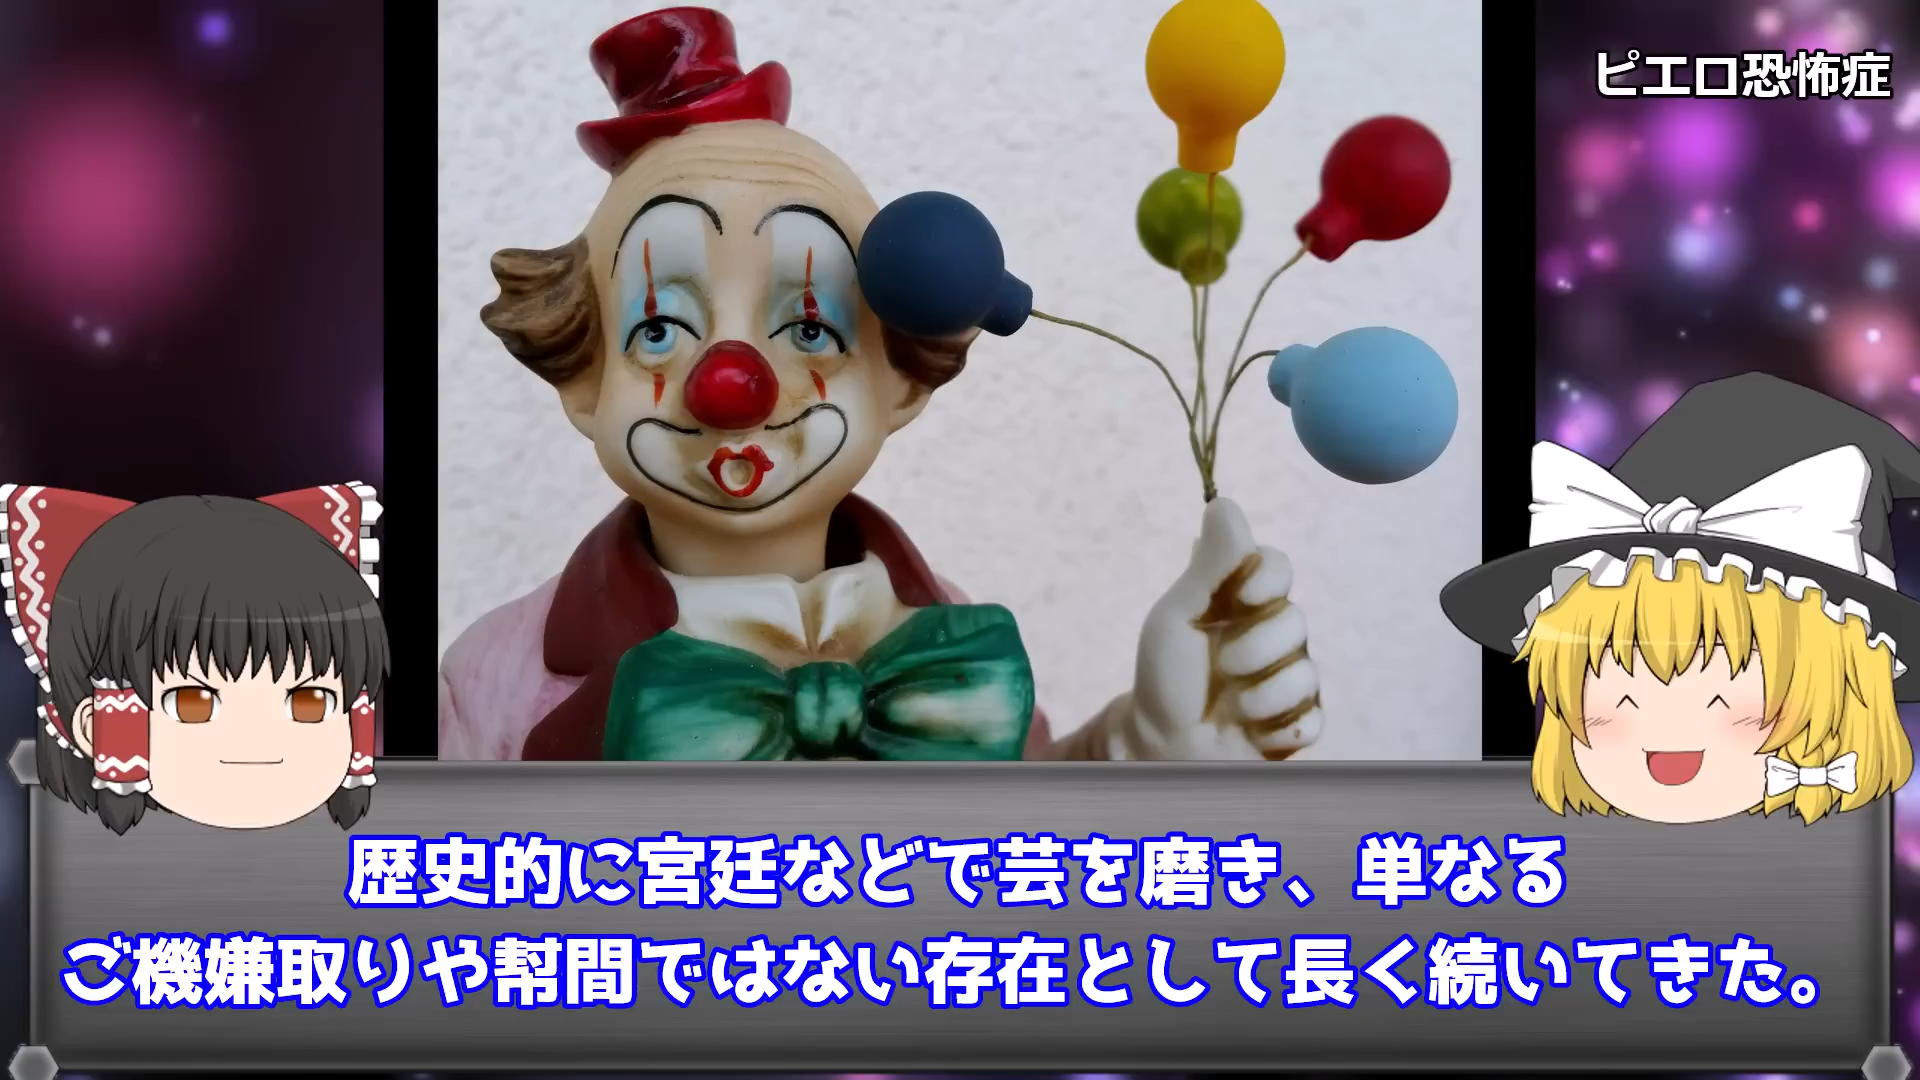 ピエロ恐怖症
歴史的に宮廷などで芸を磨き、単なる
ご機嫌取りや幇間ではない存在として長く続いてきた。